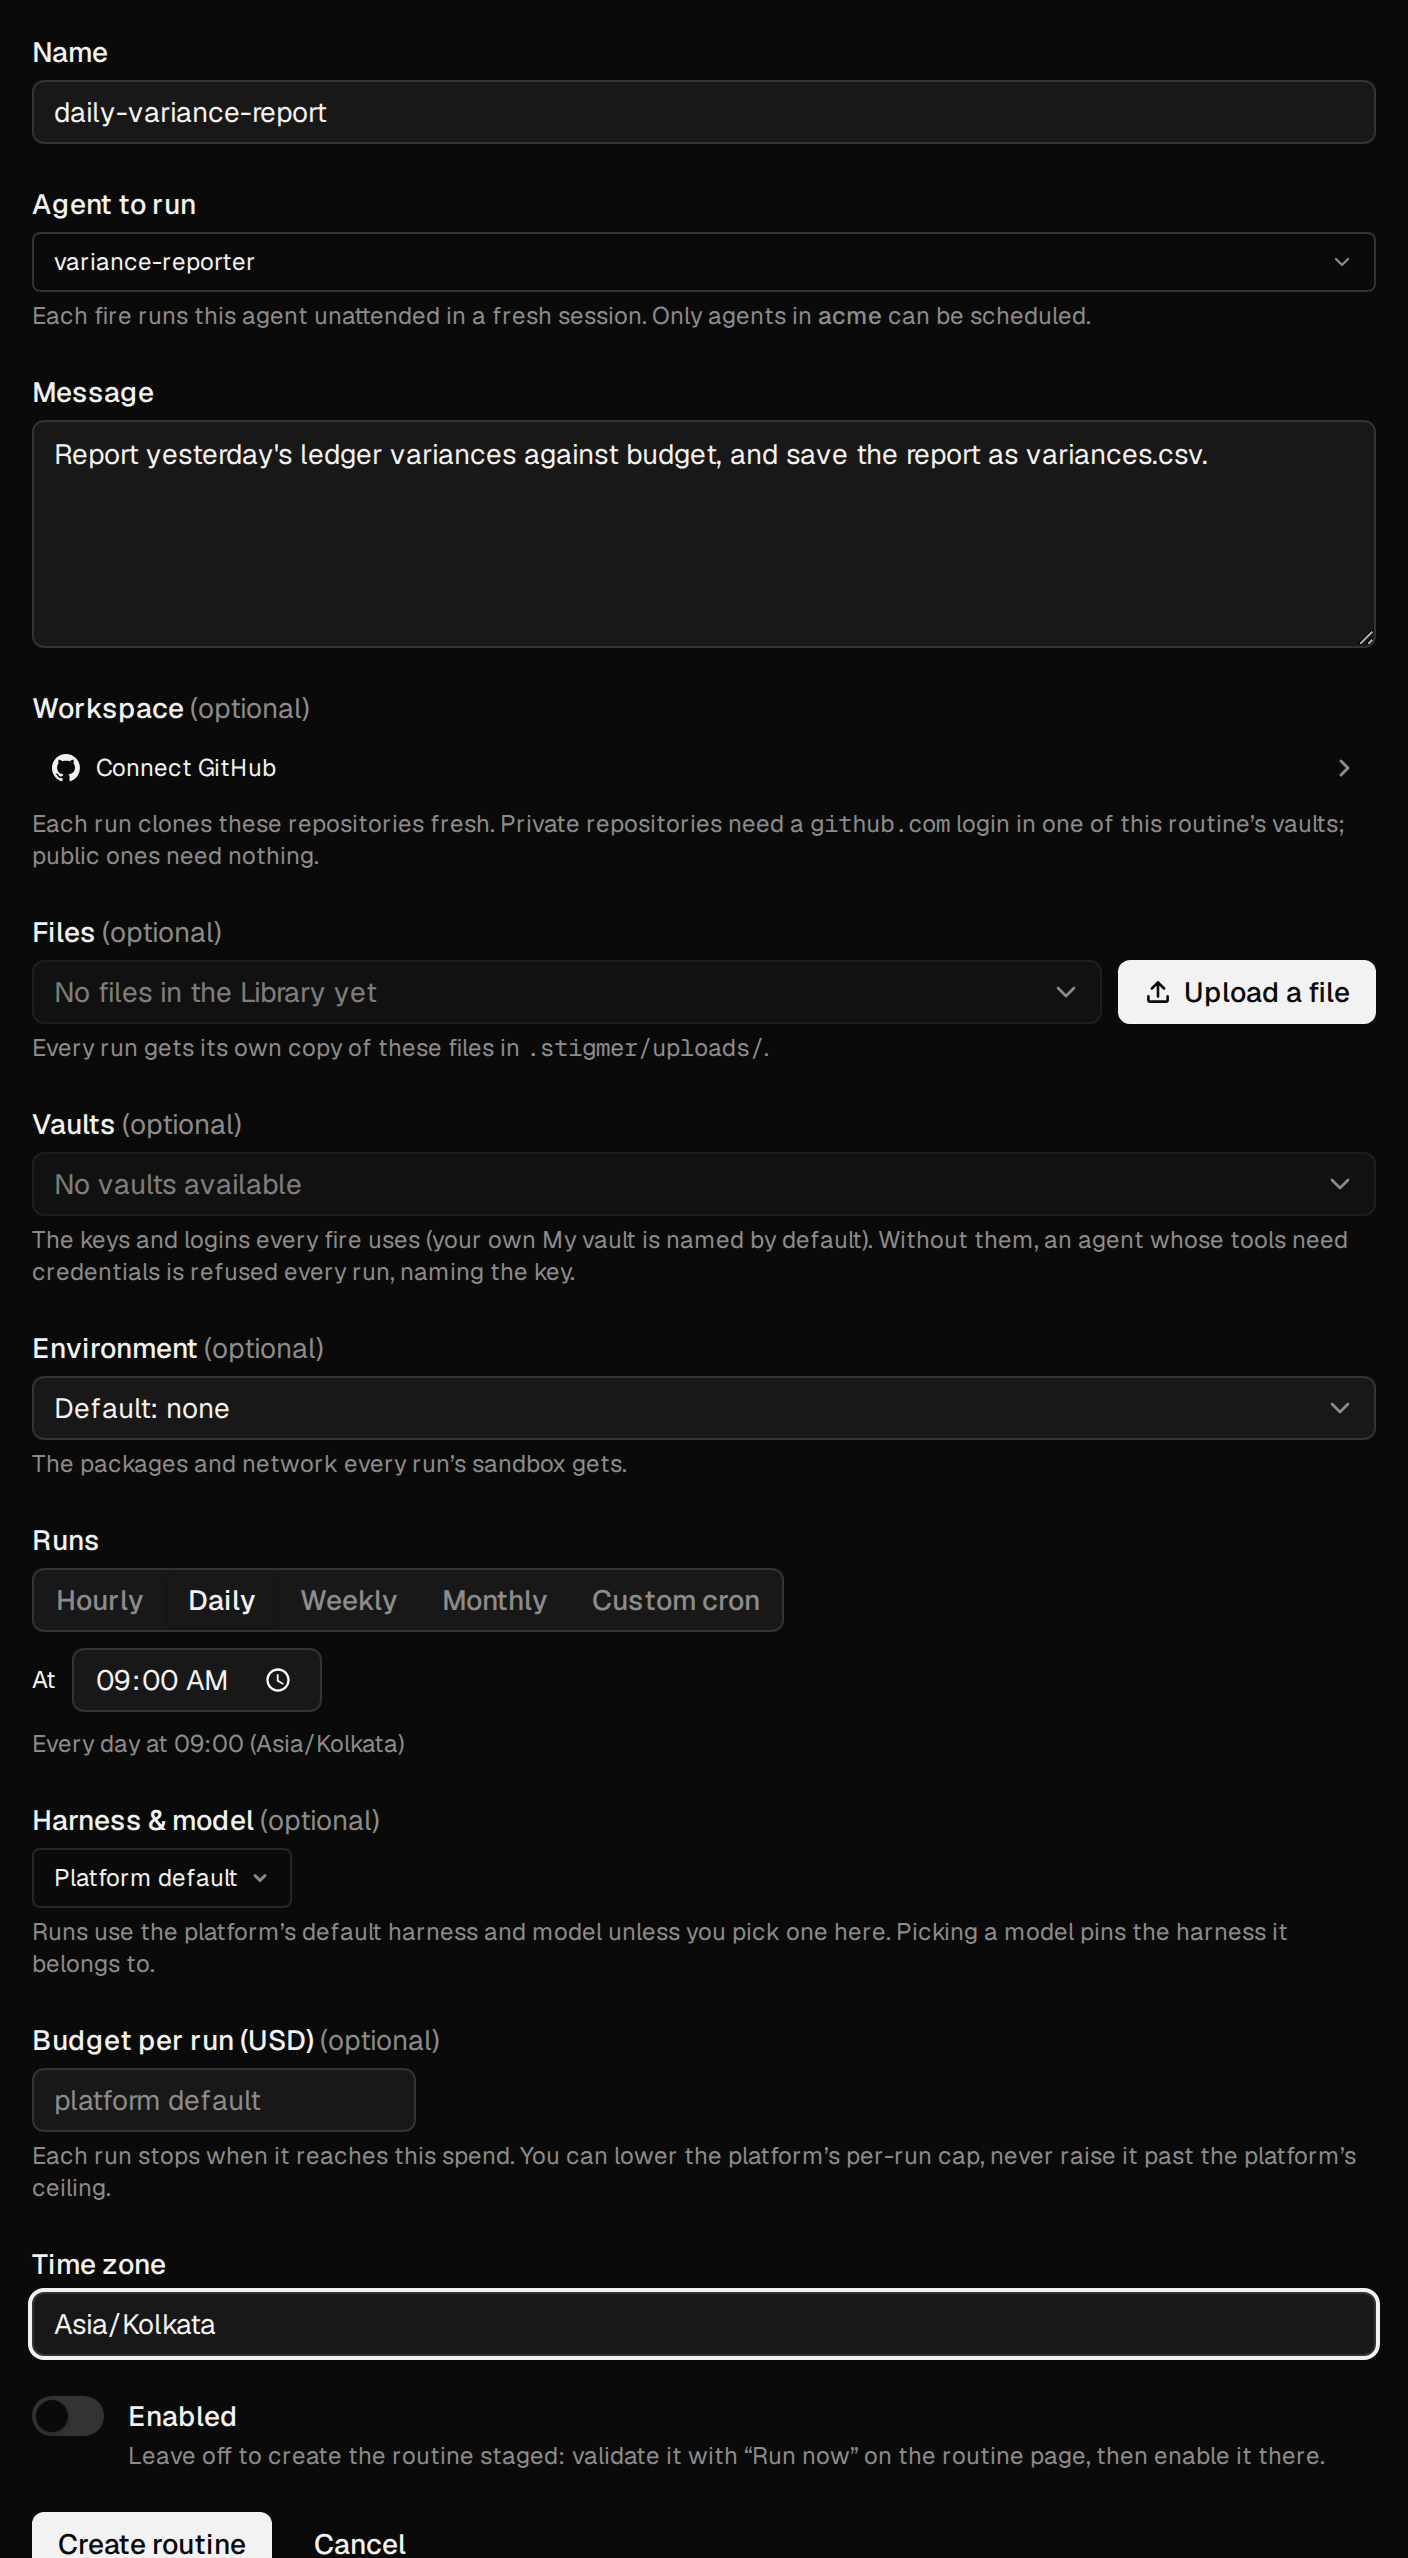 Name
daily-variance-report
Agent to run
variance-reporter
Each fire runs this agent unattended in a fresh session. Only agents in acme can be scheduled.
Message
Report yesterday's ledger variances against budget, and save the report as variances.csv.
Workspace (optional)
Connect GitHub
Each run clones these repositories fresh. Private repositories need a github.com login in one of this routine’s vaults;
public ones need nothing.
Files (optional)
No files in the Library yet
Upload a file
Every run gets its own copy of these files in .stigmer/uploads/.
Vaults (optional)
No vaults available
The keys and logins every fire uses (your own My vault is named by default). Without them, an agent whose tools need
credentials is refused every run, naming the key.
Environment (optional)
Default: none
The packages and network every run’s sandbox gets.
Runs
Hourly Daily Weekly Monthly Custom cron
At 09:00 AM
Every day at 09:00 (Asia/Kolkata)
Harness & model (optional)
Platform default
Runs use the platform’s default harness and model unless you pick one here. Picking a model pins the harness it
belongs to.
Budget per run (USD) (optional)
platform default
Each run stops when it reaches this spend. You can lower the platform’s per-run cap, never raise it past the platform’s
ceiling.
Time zone
Asia/Kolkata
Enabled
Leave off to create the routine staged: validate it with “Run now” on the routine page, then enable it there.
Create routine Cancel